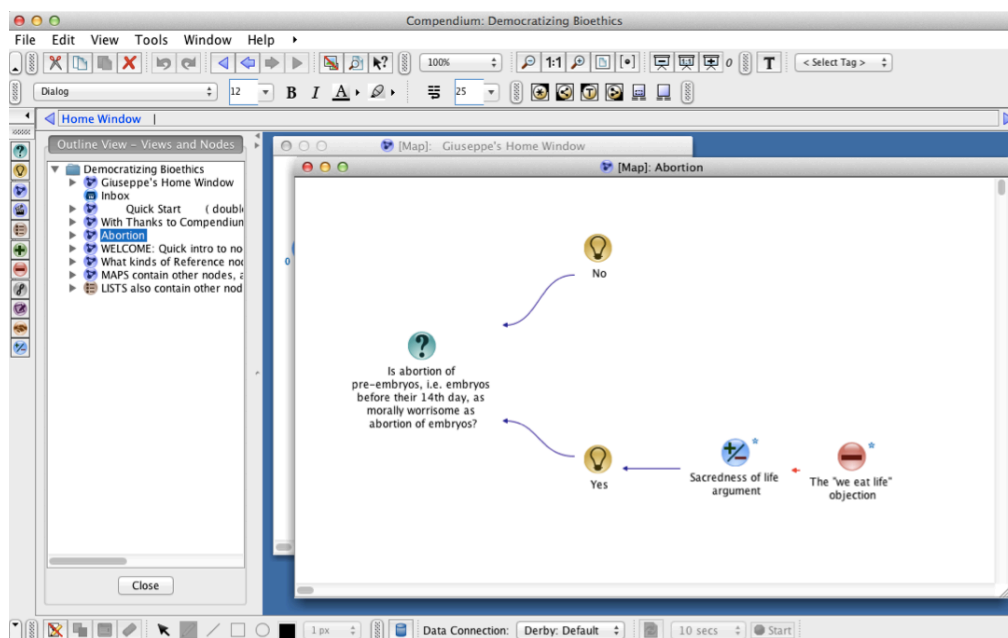 Compendium: Democratizing Bioethics
File Edit View Tools Window Help
100%
1:1
T
< Select Tag >
Dialog
12
B I A
25
Home Window
Outline View - Views and Nodes
Democratizing Bioethics
Giuseppe's Home Window
Inbox
Quick Start ( double
With Thanks to Compendium
Abortion
WELCOME: Quick intro to no
What kinds of Reference nod
MAPS contain other nodes, a
LISTS also contain other nod
Close
[Map]: Giuseppe's Home Window
0
[Map]: Abortion
No
?
Is abortion of
pre-embryos, i.e. embryos
before their 14th day, as
morally worrisome as
abortion of embryos?
Yes
Sacredness of life
argument
The "we eat life"
objection
1 px
Data Connection: Derby: Default
10 secs
Start